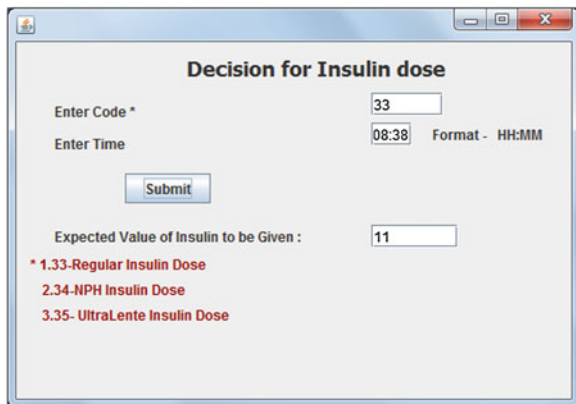 Decision for Insulin dose
Enter Code * 33
Enter Time 08:38 Format - HH:MM
Submit
Expected Value of Insulin to be Given : 11
* 1.33-Regular Insulin Dose
2.34-NPH Insulin Dose
3.35- UltraLente Insulin Dose